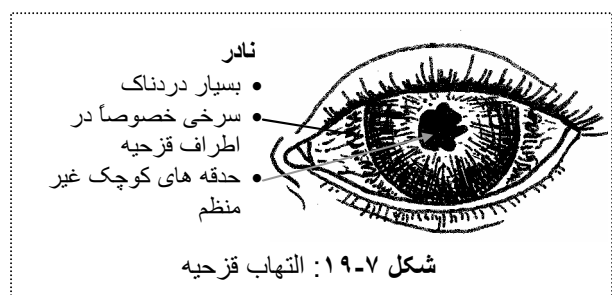 نادر
• بسیار دردناک
• سرخی خصوصاً در
اطراف قزحیه
• حدقه های کوچک غیر
منظم
شکل ۷-۱۹: التهاب قزحیه